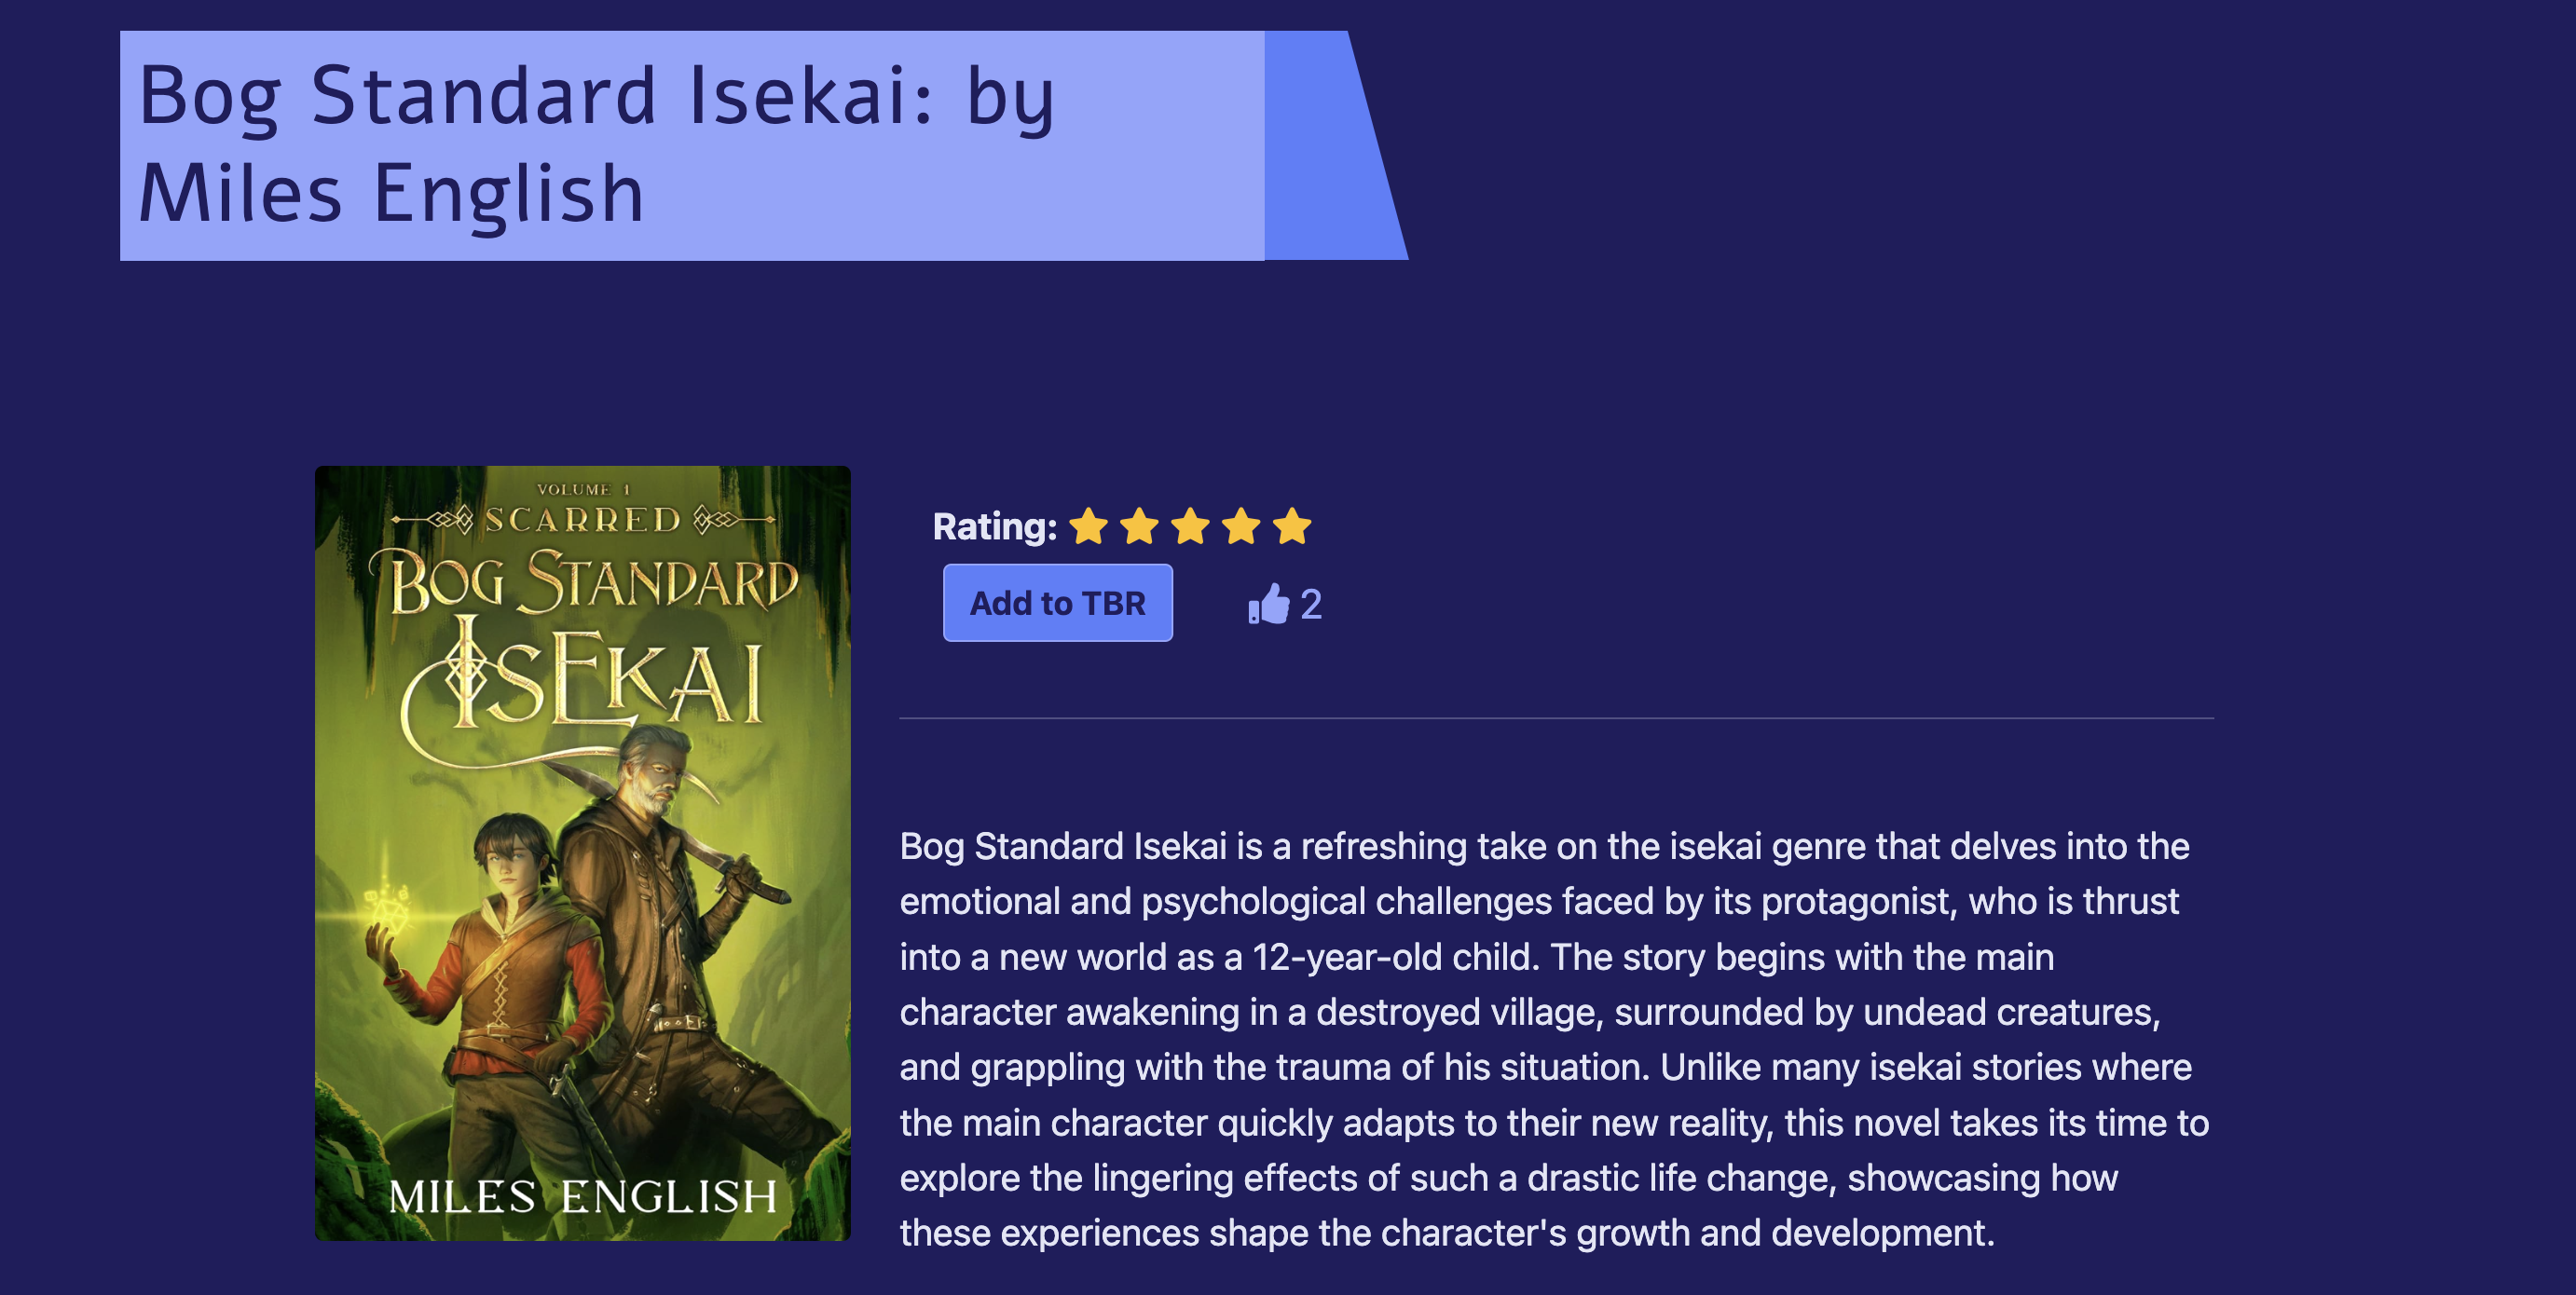 Bog Standard Isekai: by
Miles English
VOLUME 1
SCARRED
BOG STANDARD
ISEKAI
MILES ENGLISH
Rating:
Add to TBR
2
Bog Standard Isekai is a refreshing take on the isekai genre that delves into the
emotional and psychological challenges faced by its protagonist, who is thrust
into a new world as a 12-year-old child. The story begins with the main
character awakening in a destroyed village, surrounded by undead creatures,
and grappling with the trauma of his situation. Unlike many isekai stories where
the main character quickly adapts to their new reality, this novel takes its time to
explore the lingering effects of such a drastic life change, showcasing how
these experiences shape the character's growth and development.